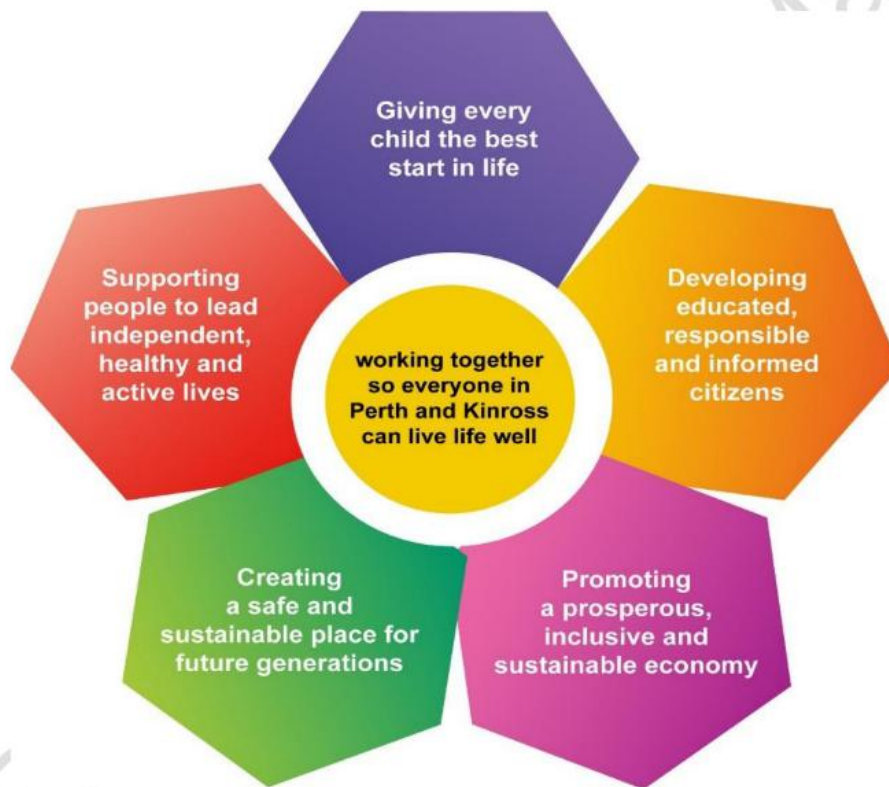 Giving every
child the best
start in life
Supporting
people to lead
independent,
healthy and
active lives
Developing
educated,
responsible
and informed
citizens
working together
so everyone in
Perth and Kinross
can live life well
Creating
a safe and
sustainable place for
future generations
Promoting
a prosperous,
inclusive and
sustainable economy